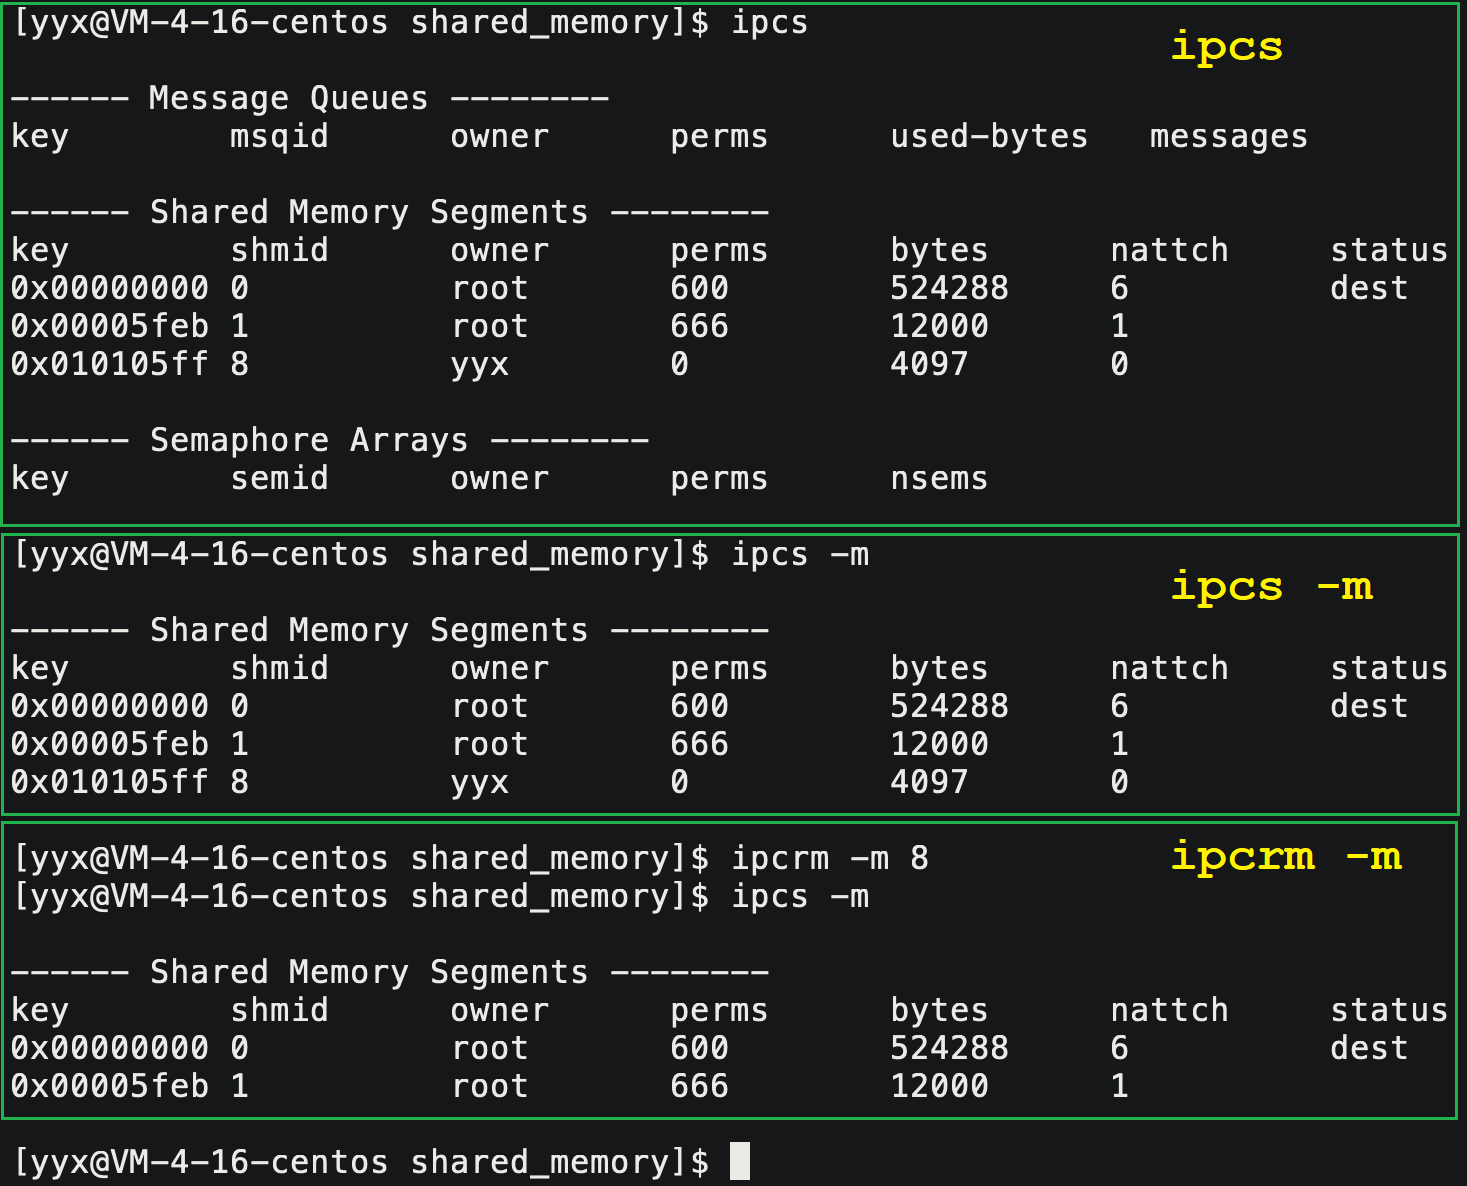 [yyx@VM-4-16-centos shared_memory]$ ipcs
ipcs
------ Message Queues --------
key        msqid      owner      perms      used-bytes   messages
------ Shared Memory Segments --------
key        shmid      owner      perms      bytes      nattch     status
0x00000000 0          root       600        524288     6          dest
0x00005feb 1          root       666        12000      1
0x010105ff 8          yyx        0          4097       0
------ Semaphore Arrays --------
key        semid      owner      perms      nsems
[yyx@VM-4-16-centos shared_memory]$ ipcs -m
ipcs -m
------ Shared Memory Segments --------
key        shmid      owner      perms      bytes      nattch     status
0x00000000 0          root       600        524288     6          dest
0x00005feb 1          root       666        12000      1
0x010105ff 8          yyx        0          4097       0
[yyx@VM-4-16-centos shared_memory]$ ipcrm -m 8
ipcrm -m
[yyx@VM-4-16-centos shared_memory]$ ipcs -m
------ Shared Memory Segments --------
key        shmid      owner      perms      bytes      nattch     status
0x00000000 0          root       600        524288     6          dest
0x00005feb 1          root       666        12000      1
[yyx@VM-4-16-centos shared_memory]$